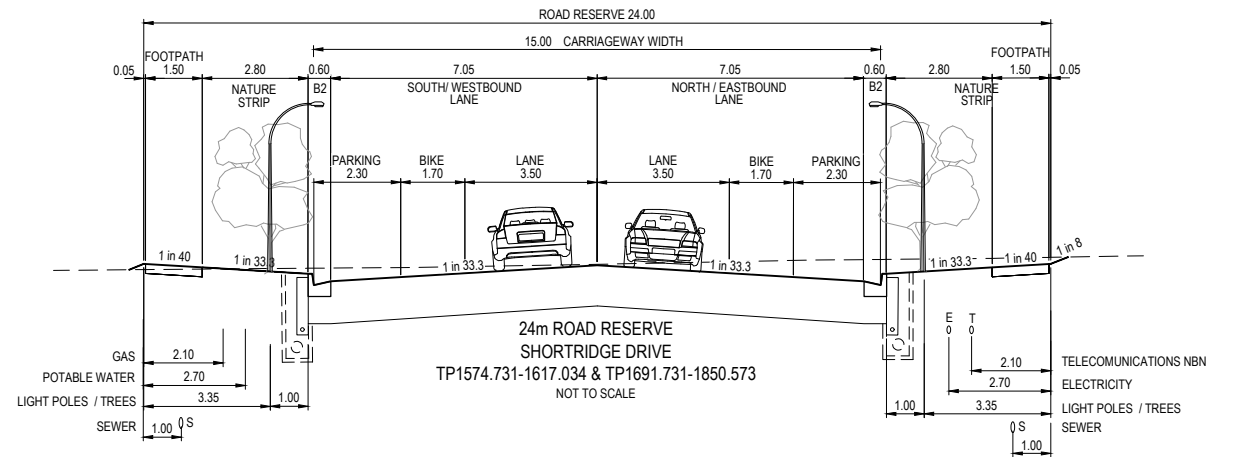 ROAD RESERVE 24.00
15.00 CARRIAGEWAY WIDTH
FOOTPATH
FOOTPATH
0.05 1.50 2.80 0.60 7.05 7.05 0.60 2.80 1.50 0.05
NATURE
STRIP
B2
SOUTH/ WESTBOUND
LANE
NORTH / EASTBOUND
LANE
B2
NATURE
STRIP
PARKING
2.30
BIKE
1.70
LANE
3.50
LANE
3.50
BIKE
1.70
PARKING
2.30
1 in 40
1 in 33.3
1 in 33.3
1 in 33.3
1 in 33.3
1 in 40
1 in 8
24m ROAD RESERVE
SHORTRIDGE DRIVE
TP1574.731-1617.034 & TP1691.731-1850.573
NOT TO SCALE
GAS 2.10
POTABLE WATER 2.70
LIGHT POLES / TREES 3.35 1.00
SEWER 1.00 S
E T
2.10 TELECOMUNICATIONS NBN
2.70 ELECTRICITY
1.00 3.35 LIGHT POLES / TREES
S SEWER
1.00